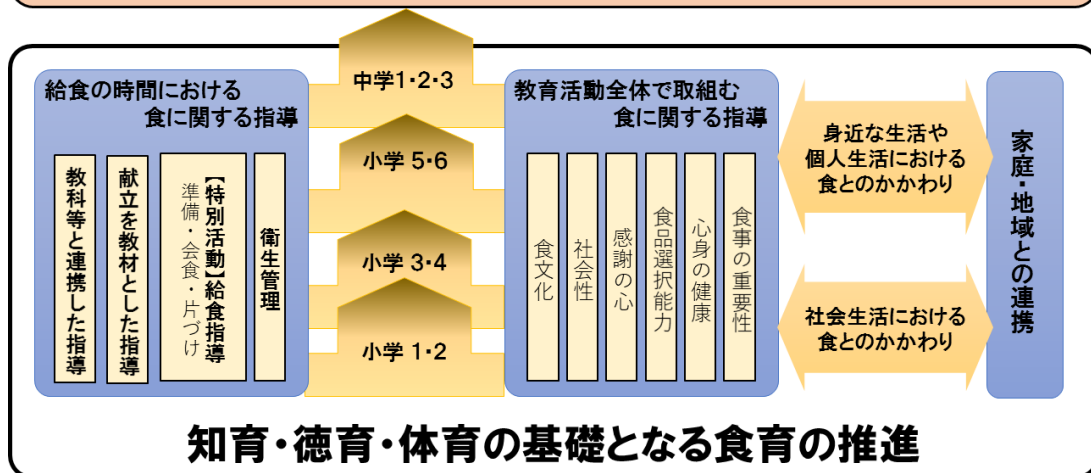 給食の時間における
食に関する指導
教科等と連携した指導
献立を教材とした指導
【特別活動】給食指導
準備・会食・片づけ
衛生管理
中学1・2・3
小学 5・6
小学 3・4
小学 1・2
教育活動全体で取組む
食に関する指導
食文化
社会性
感謝の心
食品選択能力
心身の健康
食事の重要性
身近な生活や
個人生活における
食とのかかわり
社会生活における
食とのかかわり
家庭・地域との連携
知育・徳育・体育の基礎となる食育の推進